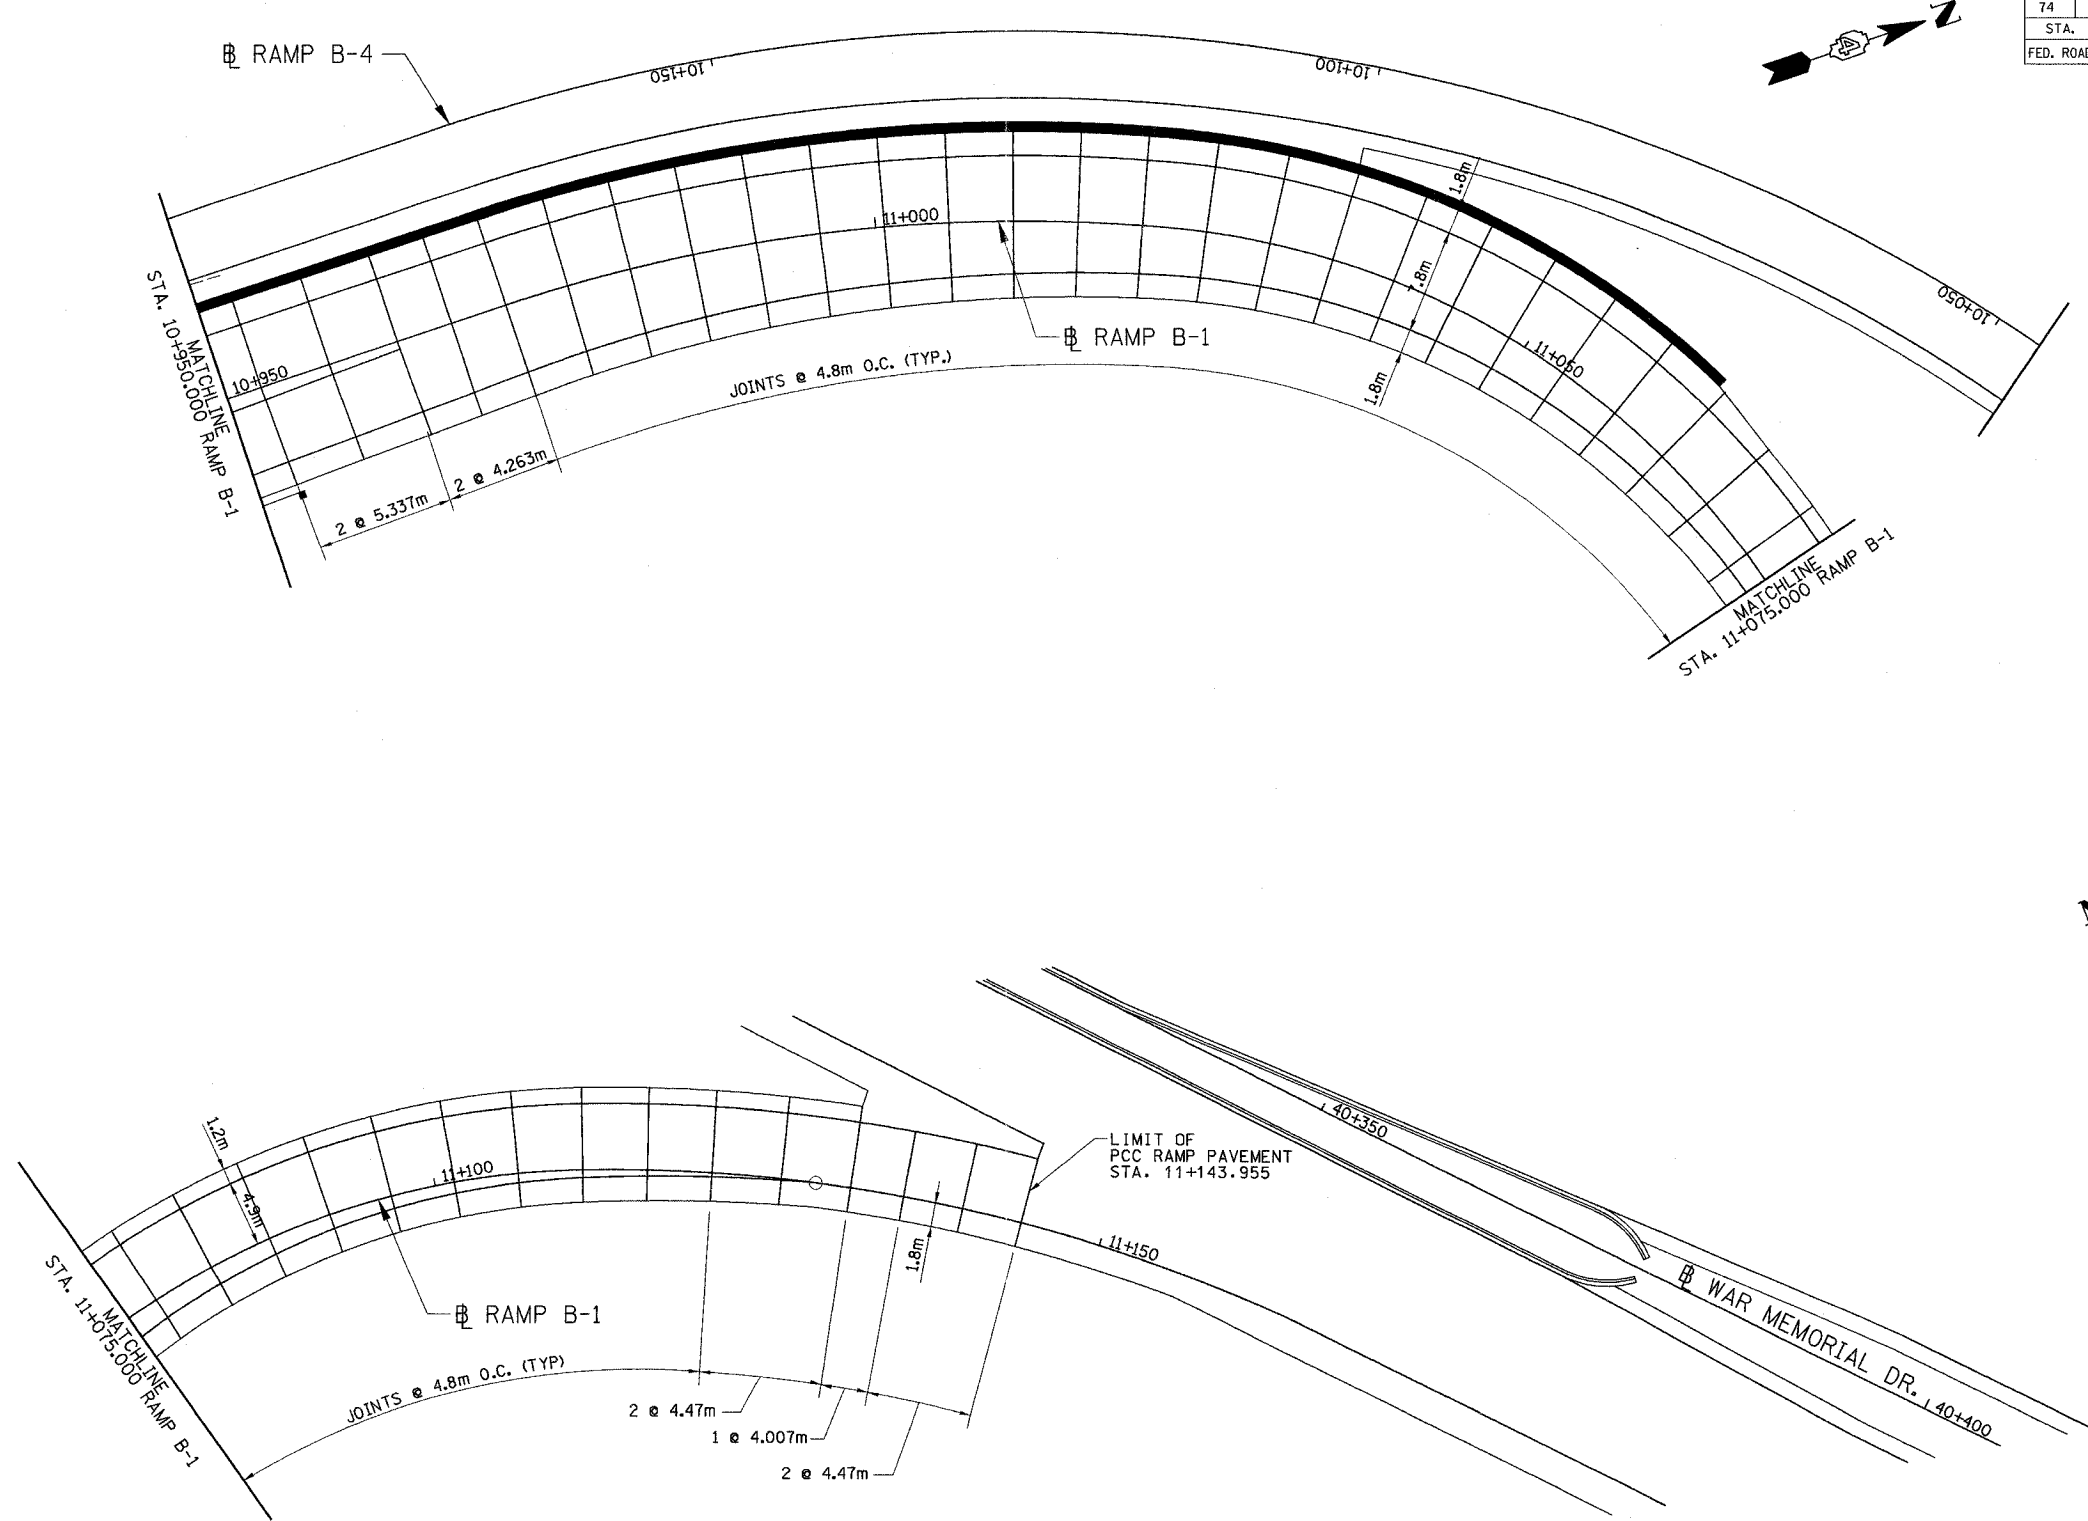 74
STA.
FED. ROAD
4
N
℄ RAMP B-4
10+150
10+100
1.8m
11+000
7.8m
10+050
STA. 10+950.000 RAMP B-1
MATCHLINE
10+950
℄ RAMP B-1
11+050
JOINTS @ 4.8m O.C. (TYP.)
1.8m
2 @ 4.263m
2 @ 5.337m
MATCHLINE
STA. 11+075.000 RAMP B-1
1.2m
4.9m
11+100
LIMIT OF
PCC RAMP PAVEMENT
STA. 11+143.955
40+350
1.8m
11+150
MATCHLINE
STA. 11+075.000 RAMP B-1
℄ RAMP B-1
℄ WAR MEMORIAL DR.
JOINTS @ 4.8m O.C. (TYP)
2 @ 4.47m
1 @ 4.007m
2 @ 4.47m
40+400